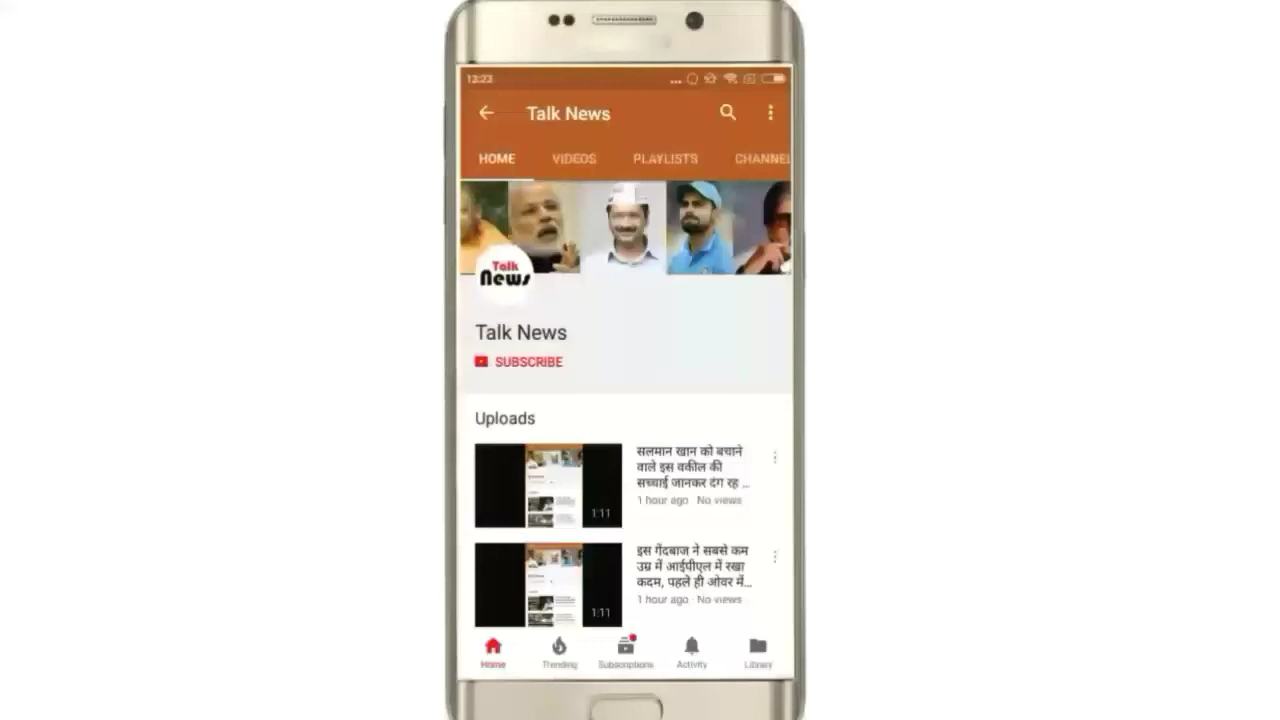 13:23
Talk News
HOME VIDEOS PLAYLISTS CHANNEL
Talk
News
Talk News
SUBSCRIBE
Uploads
सलमान खान को बचाने
वाले इस वकील की
सच्चाई जानकर दंग रह ...
1 hour ago · No views
1:11
इस गेंदबाज ने सबसे कम
उम्र में आईपीएल में रखा
कदम, पहले ही ओवर में...
1 hour ago · No views
1:11
Home Trending Subscriptions Activity Library